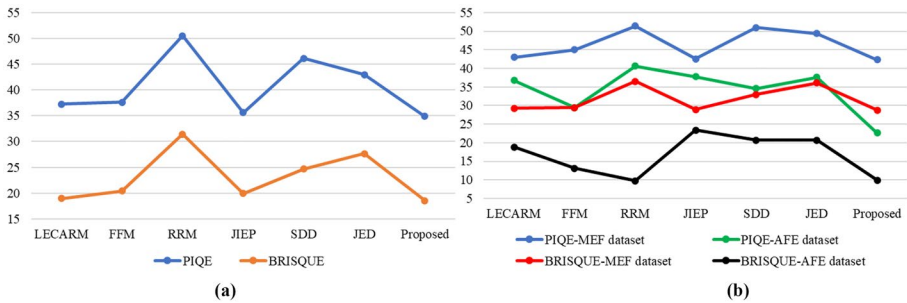 55
50
45
40
35
30
25
20
15
LECARM FFM RRM JIEP SDD JED Proposed
PIQE BRISQUE
(a)
55
50
45
40
35
30
25
20
15
10
5
LECARM FFM RRM JIEP SDD JED Proposed
PIQE-MEF dataset PIQE-AFE dataset
BRISQUE-MEF dataset BRISQUE-AFE dataset
(b)